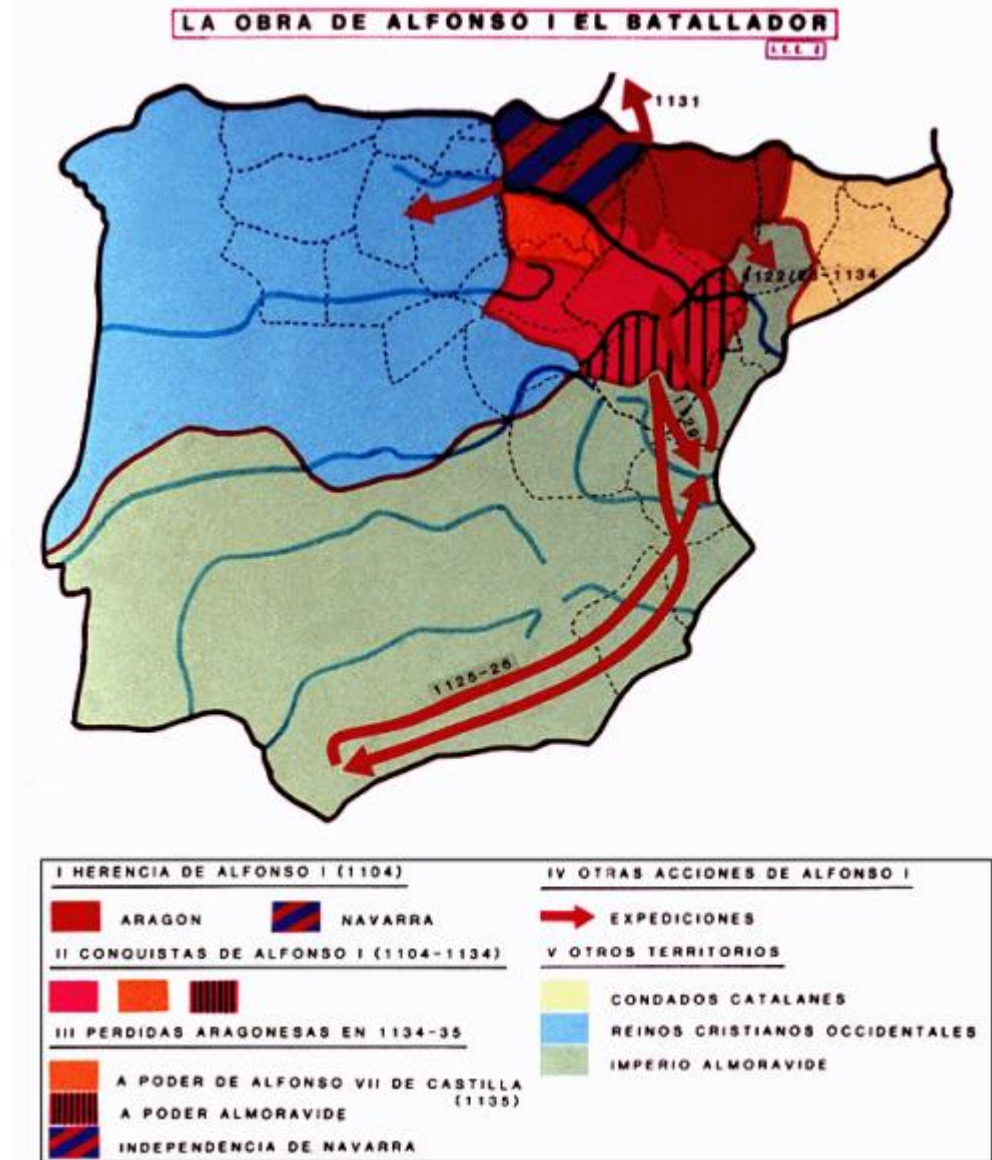 LA OBRA DE ALFONSO I EL BATALLADOR
1131
1129
1125-26
I HERENCIA DE ALFONSO I (1104)
ARAGON
NAVARRA
II CONQUISTAS DE ALFONSO I (1104-1134)
III PERDIDAS ARAGONESAS EN 1134-35
A PODER DE ALFONSO VII DE CASTILLA
(1135)
A PODER ALMORAVIDE
INDEPENDENCIA DE NAVARRA
IV OTRAS ACCIONES DE ALFONSO I
EXPEDICIONES
V OTROS TERRITORIOS
CONDADOS CATALANES
REINOS CRISTIANOS OCCIDENTALES
IMPERIO ALMORAVIDE